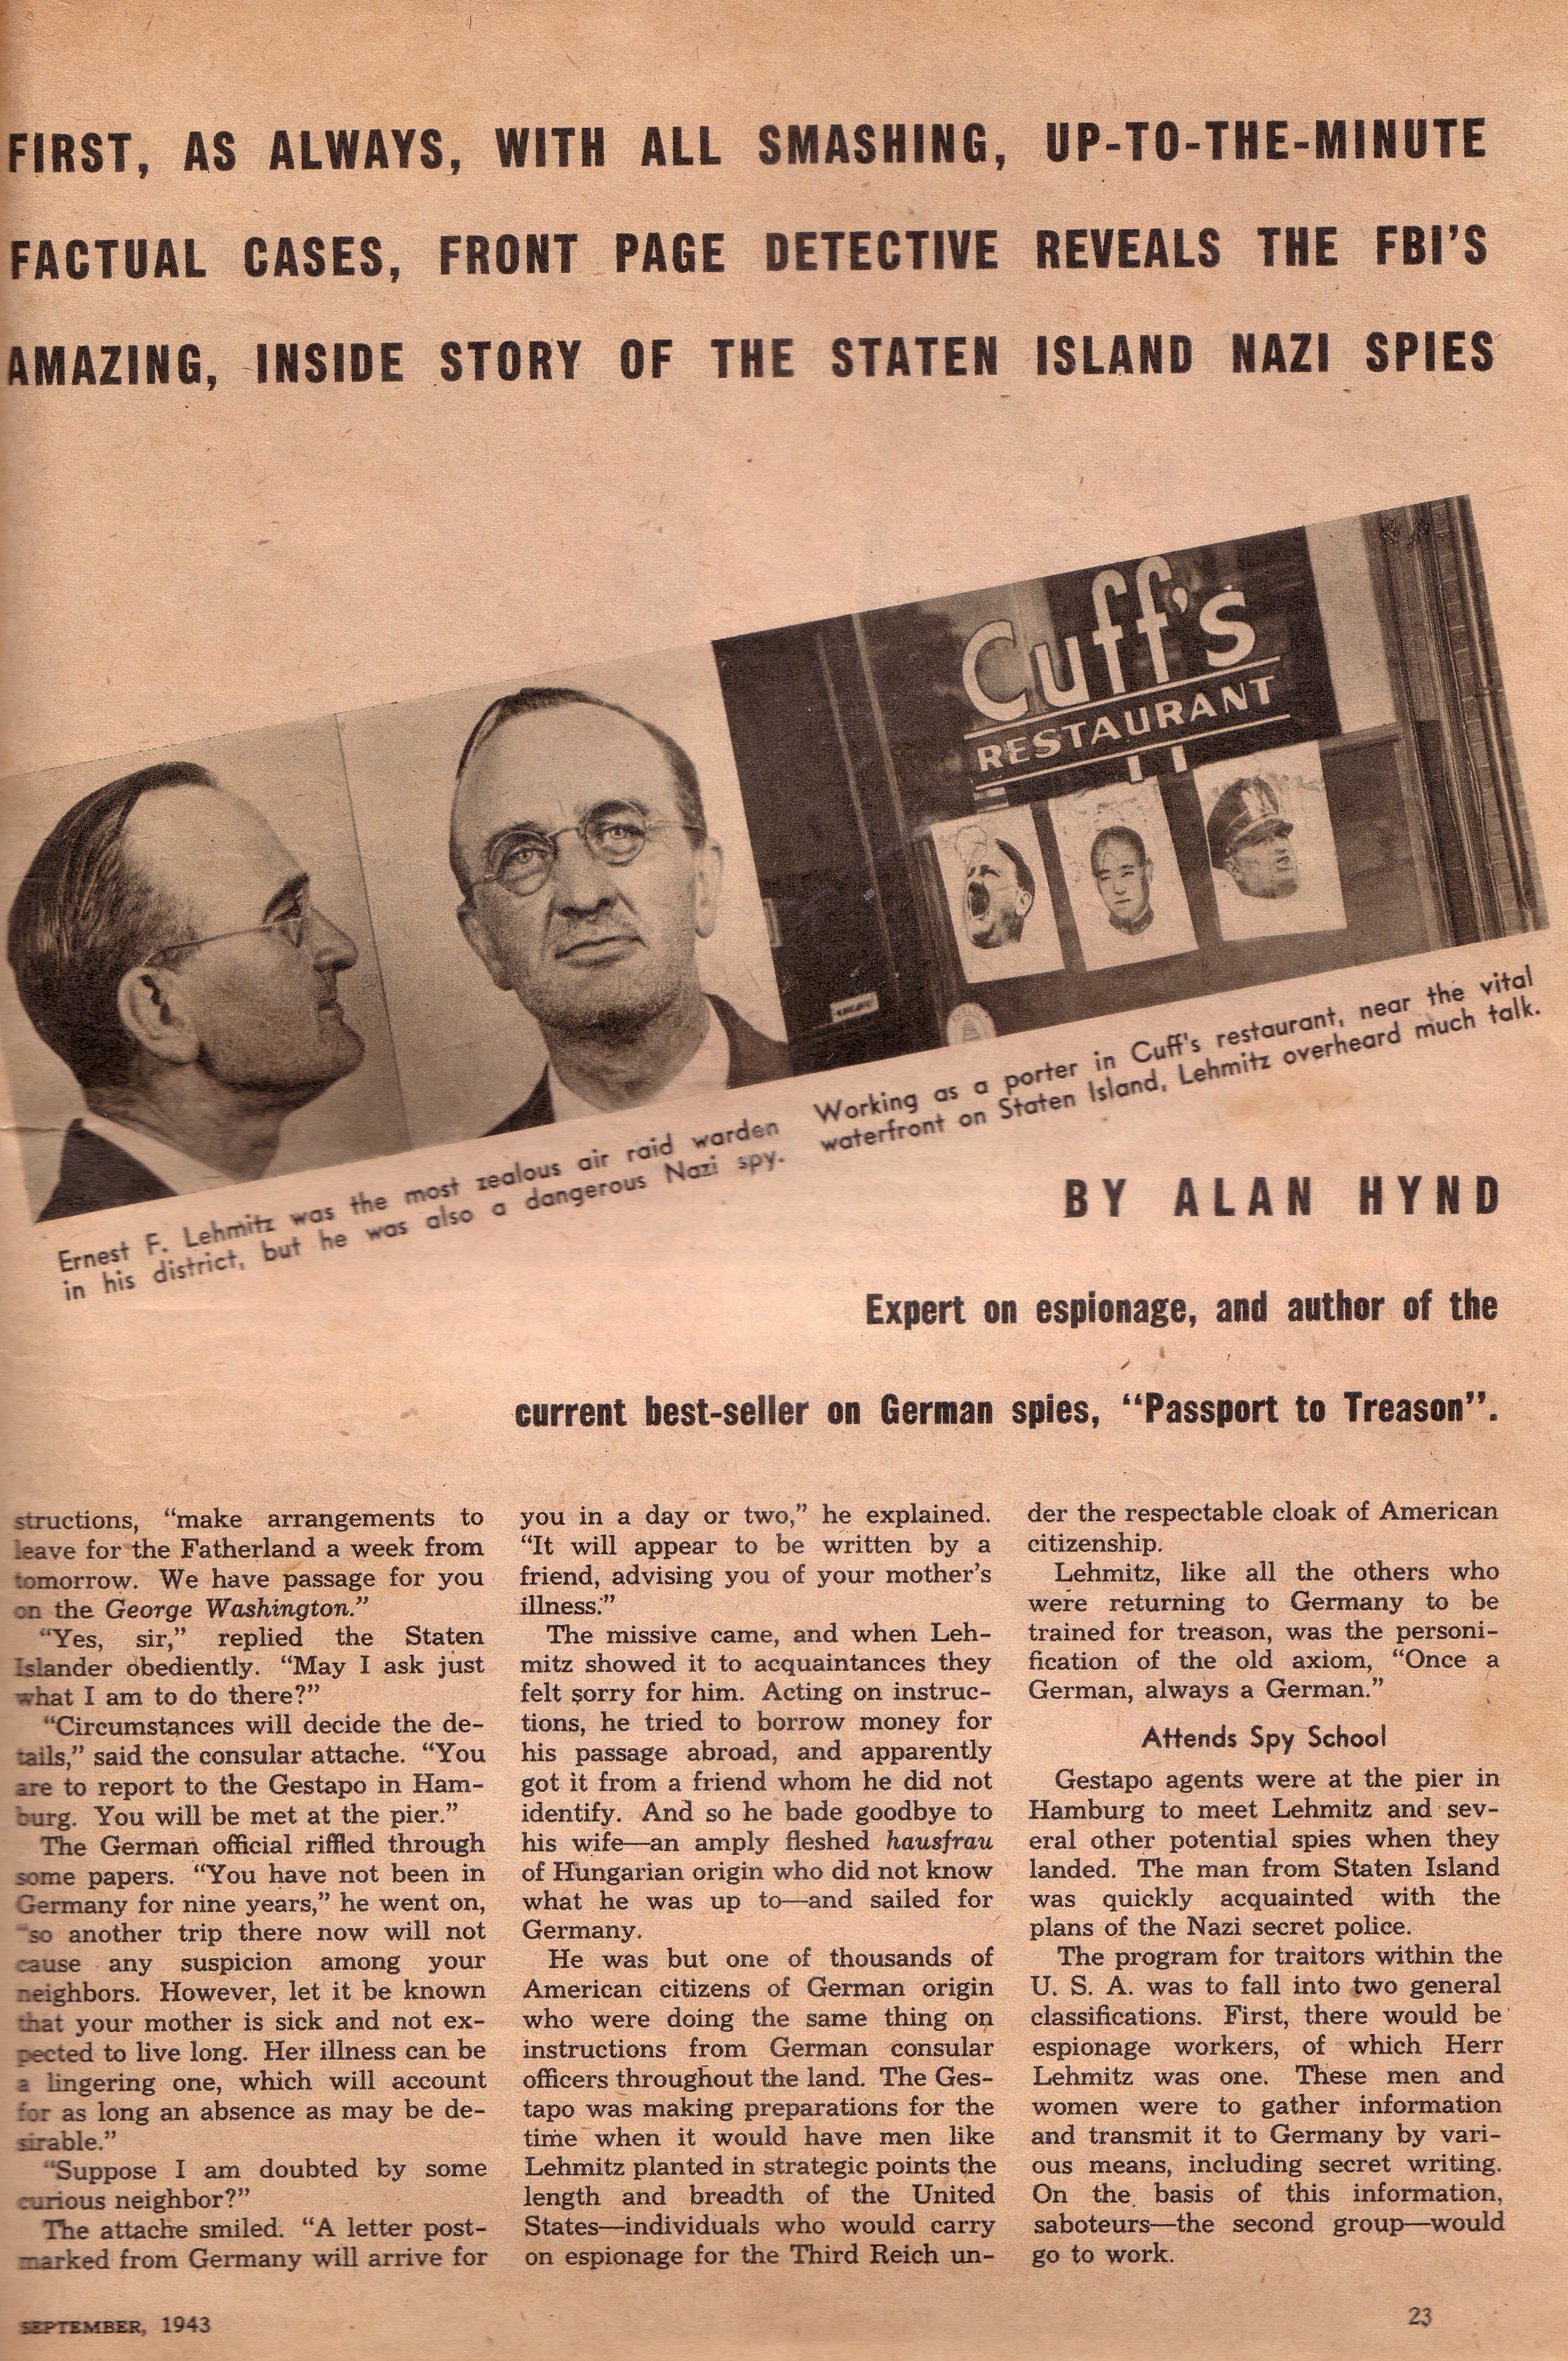 FIRST, AS ALWAYS, WITH ALL SMASHING, UP-TO-THE-MINUTE
FACTUAL CASES, FRONT PAGE DETECTIVE REVEALS THE FBI'S
AMAZING, INSIDE STORY OF THE STATEN ISLAND NAZI SPIES
Cuff's
RESTAURANT
Ernest F. Lehmitz was the most zealous air raid warden
in his district, but he was also a dangerous Nazi spy.
Working as a porter in Cuff's restaurant, near the vital
waterfront on Staten Island, Lehmitz overheard much talk.
BY ALAN HYND
Expert on espionage, and author of the
current best-seller on German spies, “Passport to Treason”.
structions, “make arrangements to
leave for the Fatherland a week from
tomorrow. We have passage for you
on the George Washington.”
“Yes, sir,” replied the Staten
Islander obediently. “May I ask just
what I am to do there?”
“Circumstances will decide the de-
tails,” said the consular attache. “You
are to report to the Gestapo in Ham-
burg. You will be met at the pier.”
The German official riffled through
some papers. “You have not been in
Germany for nine years,” he went on,
“so another trip there now will not
cause any suspicion among your
neighbors. However, let it be known
that your mother is sick and not ex-
pected to live long. Her illness can be
a lingering one, which will account
for as long an absence as may be de-
sirable.”
“Suppose I am doubted by some
curious neighbor?”
The attache smiled. “A letter post-
marked from Germany will arrive for
you in a day or two,” he explained.
“It will appear to be written by a
friend, advising you of your mother's
illness.”
The missive came, and when Leh-
mitz showed it to acquaintances they
felt sorry for him. Acting on instruc-
tions, he tried to borrow money for
his passage abroad, and apparently
got it from a friend whom he did not
identify. And so he bade goodbye to
his wife—an amply fleshed hausfrau
of Hungarian origin who did not know
what he was up to—and sailed for
Germany.
He was but one of thousands of
American citizens of German origin
who were doing the same thing on
instructions from German consular
officers throughout the land. The Ges-
tapo was making preparations for the
time when it would have men like
Lehmitz planted in strategic points the
length and breadth of the United
States—individuals who would carry
on espionage for the Third Reich un-
der the respectable cloak of American
citizenship.
Lehmitz, like all the others who
were returning to Germany to be
trained for treason, was the personi-
fication of the old axiom, “Once a
German, always a German.”
Attends Spy School
Gestapo agents were at the pier in
Hamburg to meet Lehmitz and sev-
eral other potential spies when they
landed. The man from Staten Island
was quickly acquainted with the
plans of the Nazi secret police.
The program for traitors within the
U. S. A. was to fall into two general
classifications. First, there would be
espionage workers, of which Herr
Lehmitz was one. These men and
women were to gather information
and transmit it to Germany by vari-
ous means, including secret writing.
On the basis of this information,
saboteurs—the second group—would
go to work.
SEPTEMBER, 1943
23